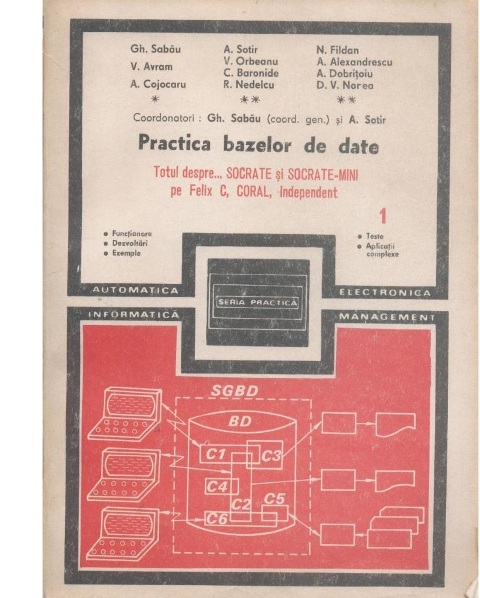 Gh. Sabău A. Sotir N. Fildan
V. Avram V. Orbeanu A. Alexandrescu
C. Baronide A. Dobrițoiu
A. Cojocaru R. Nedelcu D. V. Norea
* ** **
Coordonatori : Gh. Sabău (coord. gen.) și A. Sotir
Practica bazelor de date
Totul despre... SOCRATE și SOCRATE-MINI
pe Felix C, CORAL, Independent
1
• Funcționare
• Dezvoltări
• Exemple
• Teste
• Aplicații
complexe
AUTOMATICA ELECTRONICA
SERIA PRACTICĂ
INFORMATICĂ MANAGEMENT
SGBD
BD
C1 C3
C4
C2 C5
C6